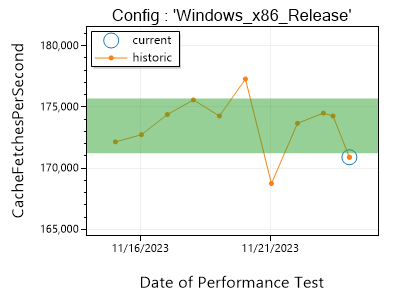 Config : 'Windows_x86_Release'
current
historic
180,000
175,000
170,000
165,000
CacheFetchesPerSecond
11/16/2023
11/21/2023
Date of Performance Test